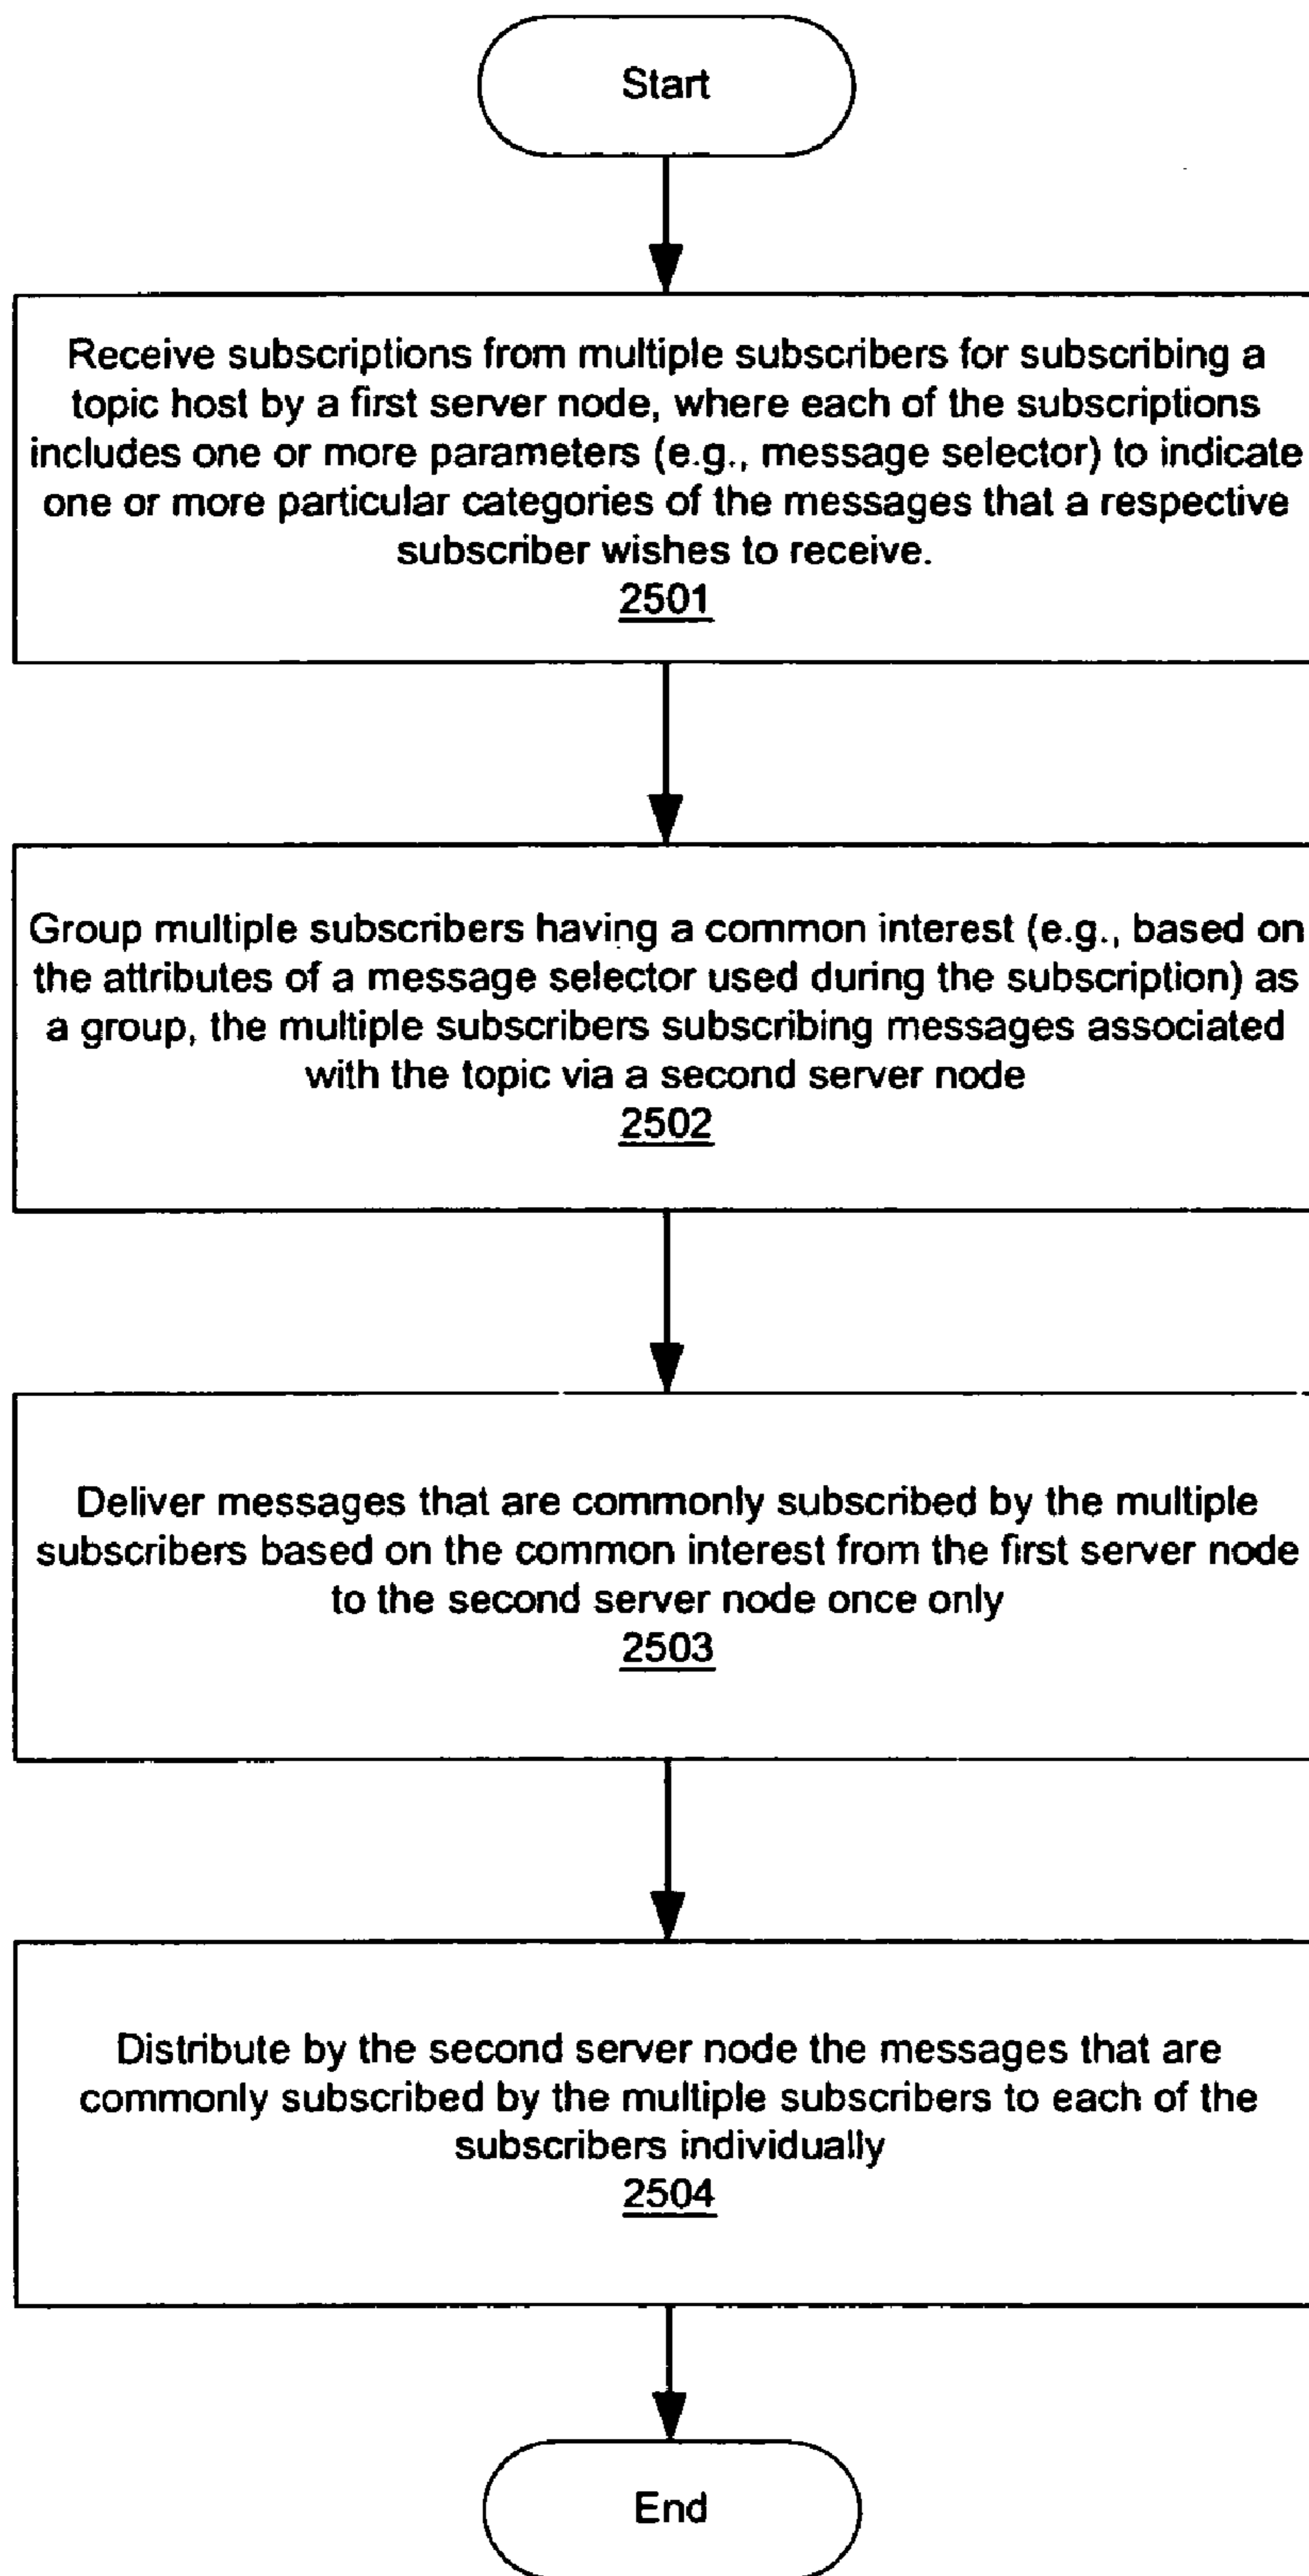 Start
Receive subscriptions from multiple subscribers for subscribing a
topic host by a first server node, where each of the subscriptions
includes one or more parameters (e.g., message selector) to indicate
one or more particular categories of the messages that a respective
subscriber wishes to receive.
2501
Group multiple subscribers having a common interest (e.g., based on
the attributes of a message selector used during the subscription) as
a group, the multiple subscribers subscribing messages associated
with the topic via a second server node
2502
Deliver messages that are commonly subscribed by the multiple
subscribers based on the common interest from the first server node
to the second server node once only
2503
Distribute by the second server node the messages that are
commonly subscribed by the multiple subscribers to each of the
subscribers individually
2504
End